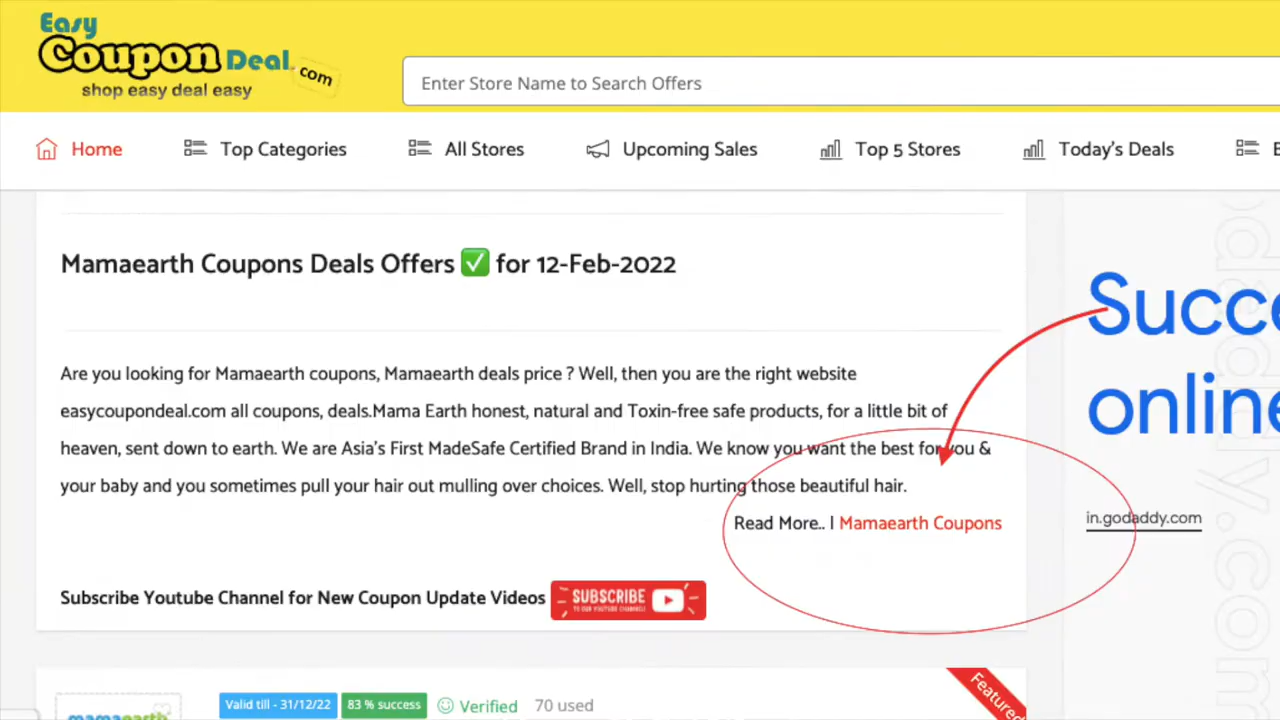 Easy
Coupon Deal.com
shop easy deal easy
Enter Store Name to Search Offers
Home
Top Categories
All Stores
Upcoming Sales
Top 5 Stores
Today's Deals
E
Mamaearth Coupons Deals Offers ✅ for 12-Feb-2022
Are you looking for Mamaearth coupons, Mamaearth deals price ? Well, then you are the right website
easycoupondeal.com all coupons, deals.Mama Earth honest, natural and Toxin-free safe products, for a little bit of
heaven, sent down to earth. We are Asia's First MadeSafe Certified Brand in India. We know you want the best for you &
your baby and you sometimes pull your hair out mulling over choices. Well, stop hurting those beautiful hair.
Read More.. | Mamaearth Coupons
Subscribe Youtube Channel for New Coupon Update Videos
SUBSCRIBE
TO OUR YOUTUBE CHANNEL
Succe
online
in.godaddy.com
Valid till - 31/12/22
83 % success
Verified
70 used
Featured
mamaearth